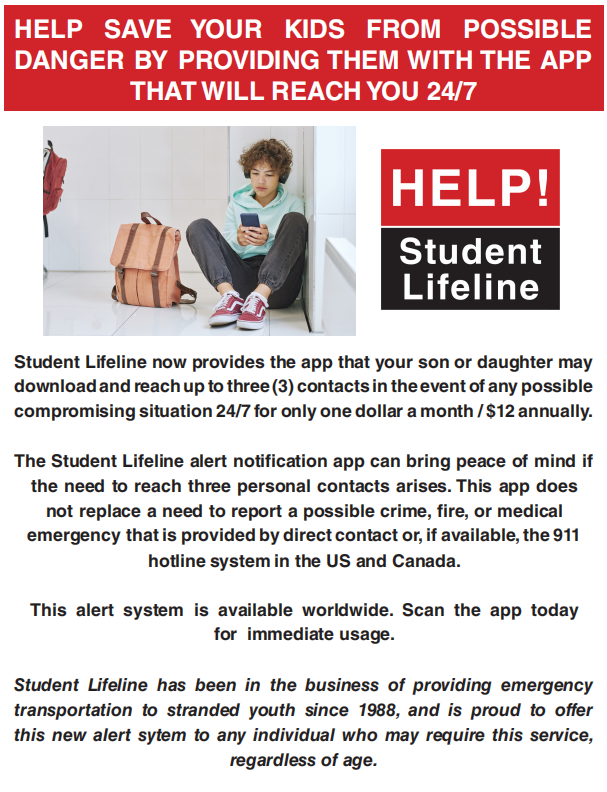 HELP SAVE YOUR KIDS FROM POSSIBLE
DANGER BY PROVIDING THEM WITH THE APP
THAT WILL REACH YOU 24/7
HELP!
Student
Lifeline
Student Lifeline now provides the app that your son or daughter may
download and reach up to three (3) contacts in the event of any possible
compromising situation 24/7 for only one dollar a month / $12 annually.
The Student Lifeline alert notification app can bring peace of mind if
the need to reach three personal contacts arises. This app does
not replace a need to report a possible crime, fire, or medical
emergency that is provided by direct contact or, if available, the 911
hotline system in the US and Canada.
This alert system is available worldwide. Scan the app today
for immediate usage.
Student Lifeline has been in the business of providing emergency
transportation to stranded youth since 1988, and is proud to offer
this new alert sytem to any individual who may require this service,
regardless of age.